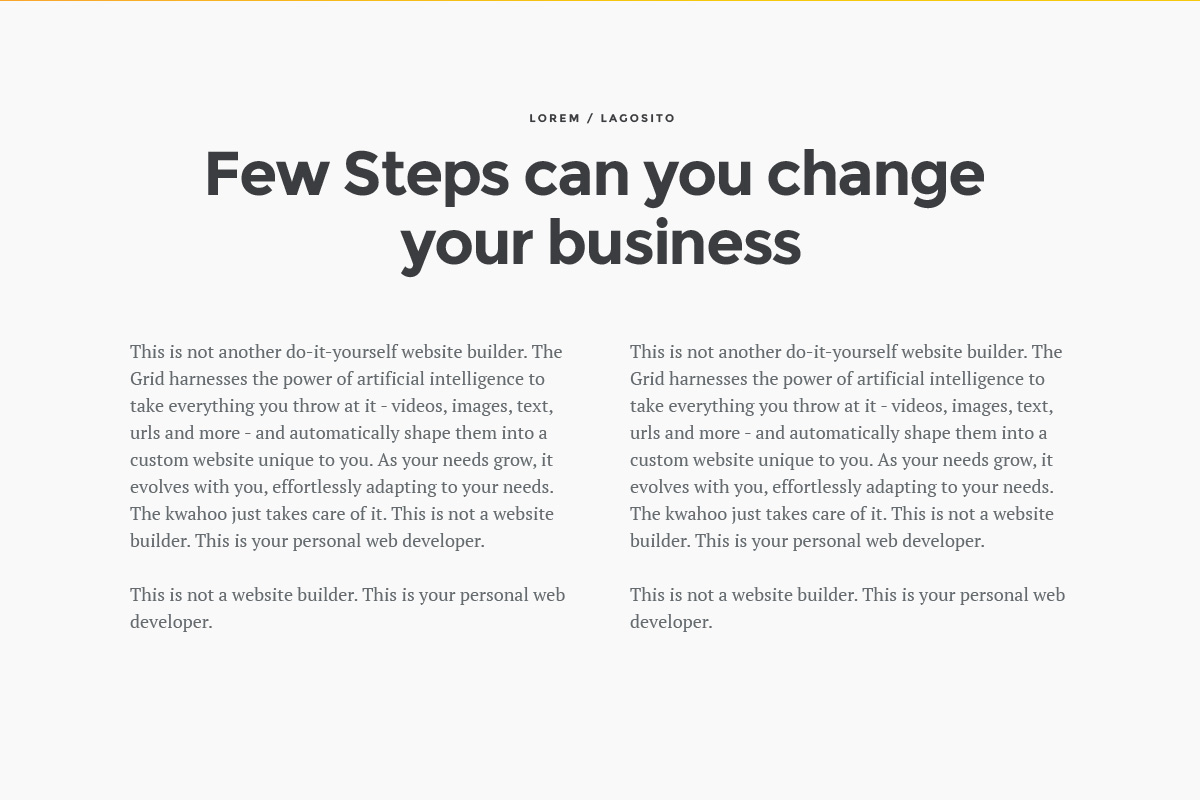 LOREM / LAGOSITO
Few Steps can you change
your business
This is not another do-it-yourself website builder. The
Grid harnesses the power of artificial intelligence to
take everything you throw at it - videos, images, text,
urls and more - and automatically shape them into a
custom website unique to you. As your needs grow, it
evolves with you, effortlessly adapting to your needs.
The kwahoo just takes care of it. This is not a website
builder. This is your personal web developer.
This is not a website builder. This is your personal web
developer.
This is not another do-it-yourself website builder. The
Grid harnesses the power of artificial intelligence to
take everything you throw at it - videos, images, text,
urls and more - and automatically shape them into a
custom website unique to you. As your needs grow, it
evolves with you, effortlessly adapting to your needs.
The kwahoo just takes care of it. This is not a website
builder. This is your personal web developer.
This is not a website builder. This is your personal web
developer.